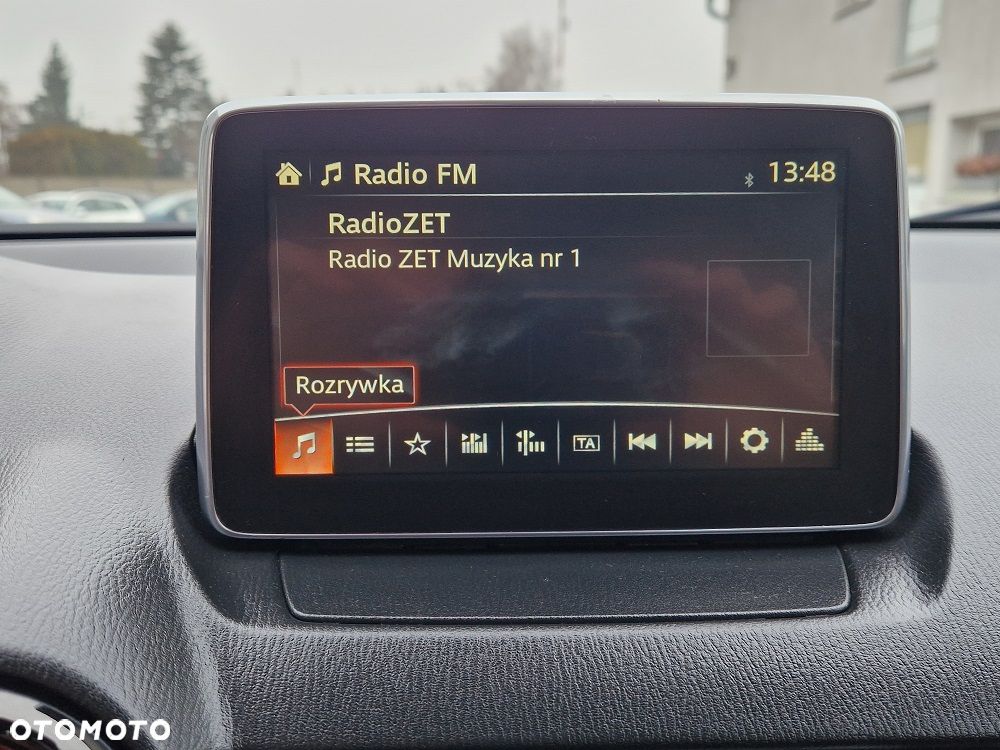 Radio FM
13:48
RadioZET
Radio ZET Muzyka nr 1
Rozrywka
TA
OTOMOTO